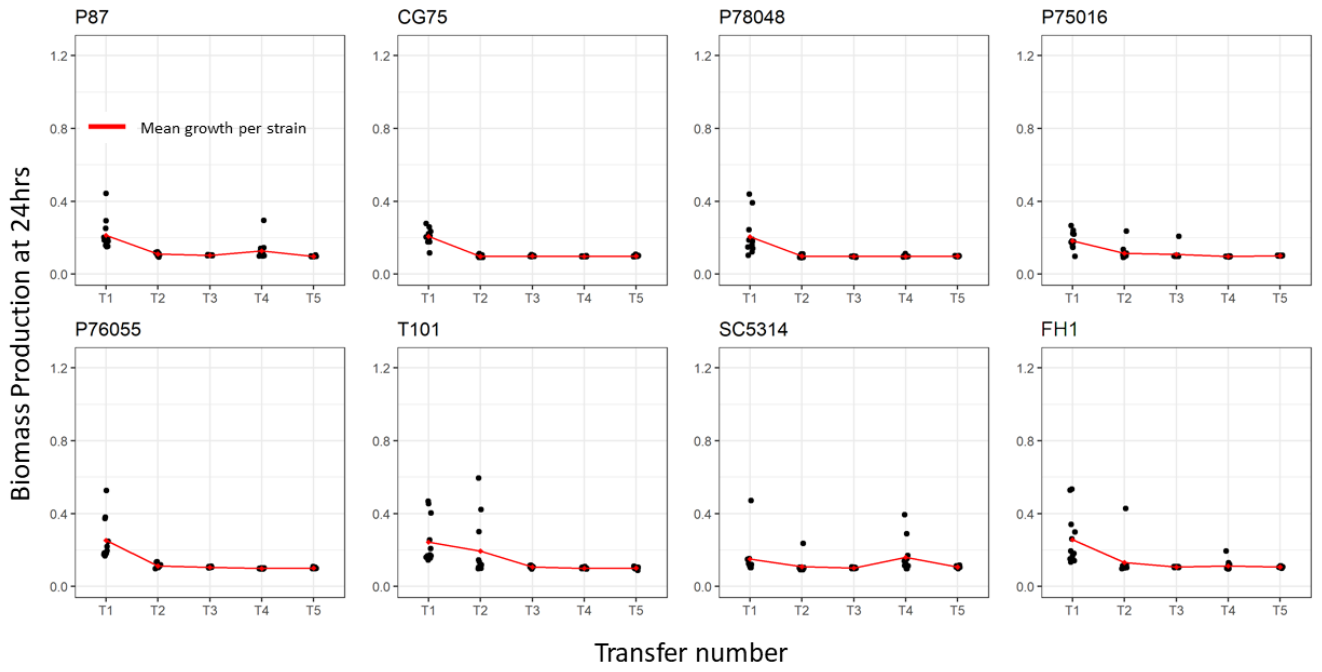 P87 CG75 P78048 P75016
1.2 1.2 1.2 1.2
Mean growth per strain
0.8 0.8 0.8 0.8
0.4 0.4 0.4 0.4
0.0 0.0 0.0 0.0
T1 T2 T3 T4 T5 T1 T2 T3 T4 T5 T1 T2 T3 T4 T5 T1 T2 T3 T4 T5
Biomass Production at 24hrs
P76055 T101 SC5314 FH1
1.2 1.2 1.2 1.2
0.8 0.8 0.8 0.8
0.4 0.4 0.4 0.4
0.0 0.0 0.0 0.0
T1 T2 T3 T4 T5 T1 T2 T3 T4 T5 T1 T2 T3 T4 T5 T1 T2 T3 T4 T5
Transfer number